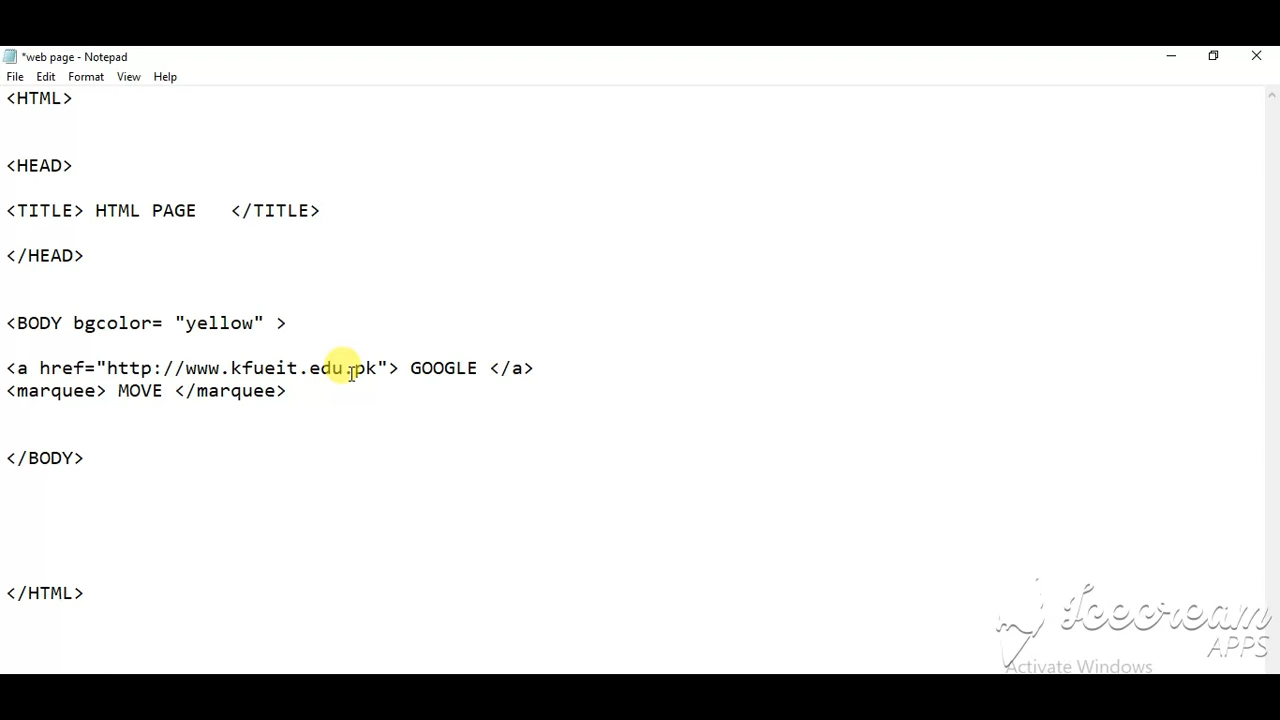 *web page - Notepad
File Edit Format View Help
<HTML>
<HEAD>
<TITLE> HTML PAGE   </TITLE>
</HEAD>
<BODY bgcolor= "yellow" >
<a href="http://www.kfueit.edu.pk"> GOOGLE </a>
<marquee> MOVE </marquee>
</BODY>
</HTML>
Icecream
APPS
Activate Windows